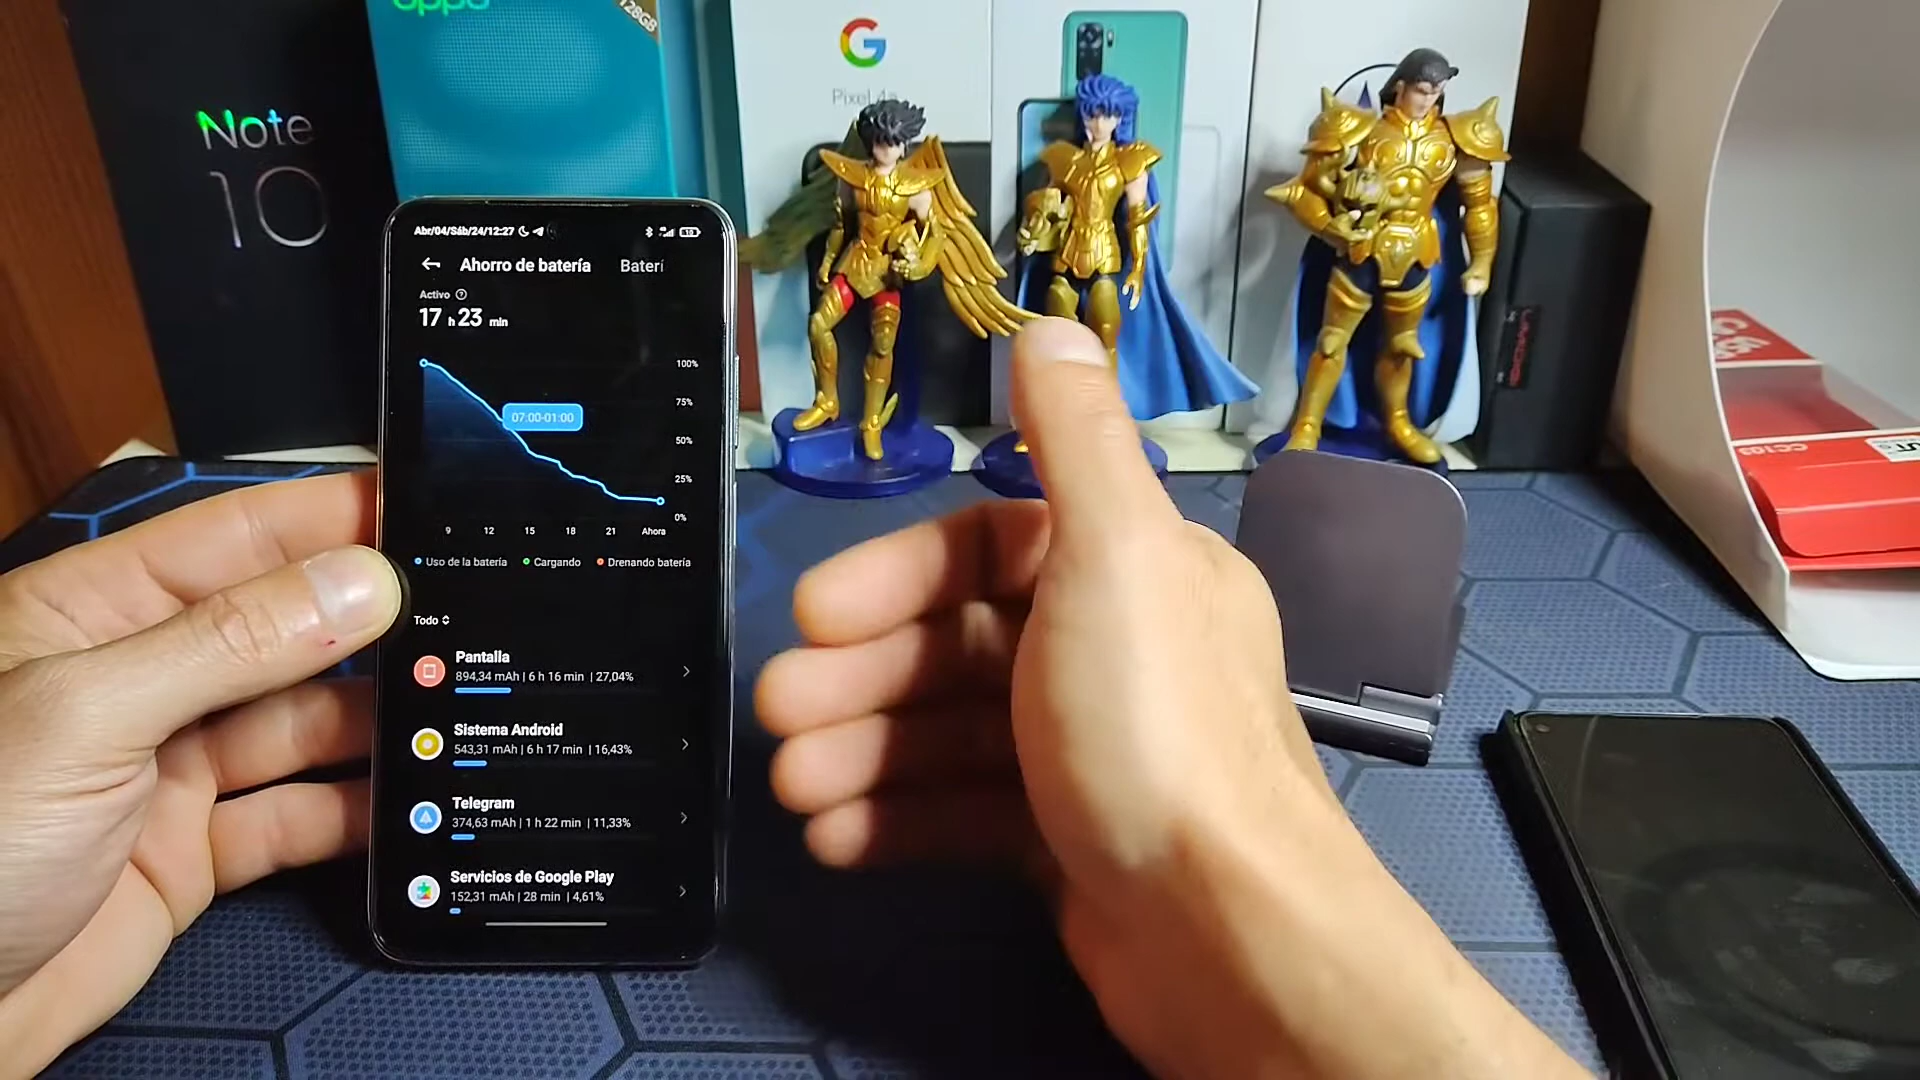 oppo
128GB
G
Pixel 4a
Note
10
Abr/04/Sáb/24/12:27
10
Ahorro de batería Baterí
Activo
17 h 23 min
100%
75%
07:00-01:00
50%
25%
0%
9 12 15 18 21 Ahora
Uso de la batería Cargando Drenando batería
Todo
Pantalla
894,34 mAh | 6 h 16 min | 27,04%
Sistema Android
543,31 mAh | 6 h 17 min | 16,43%
Telegram
374,63 mAh | 1 h 22 min | 11,33%
Servicios de Google Play
152,31 mAh | 28 min | 4,61%